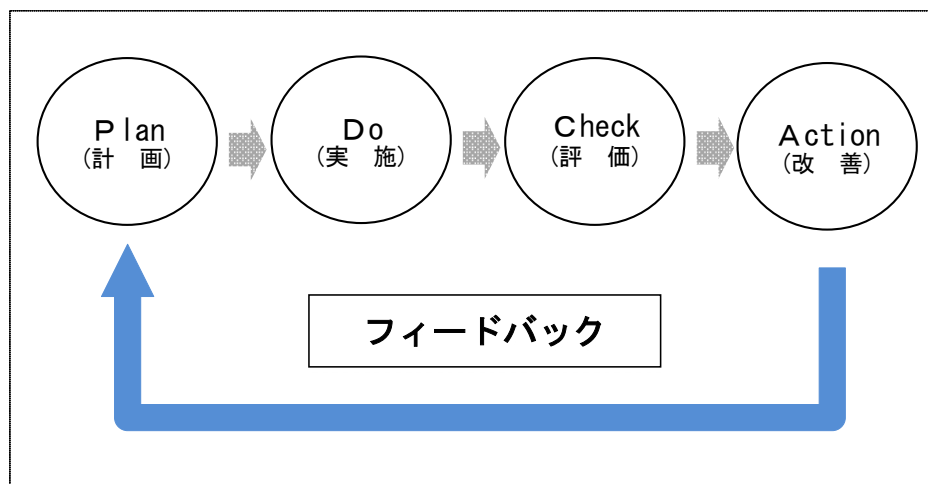 Plan
(計 画)
Do
(実 施)
Check
(評 価)
Action
(改 善)
フィードバック